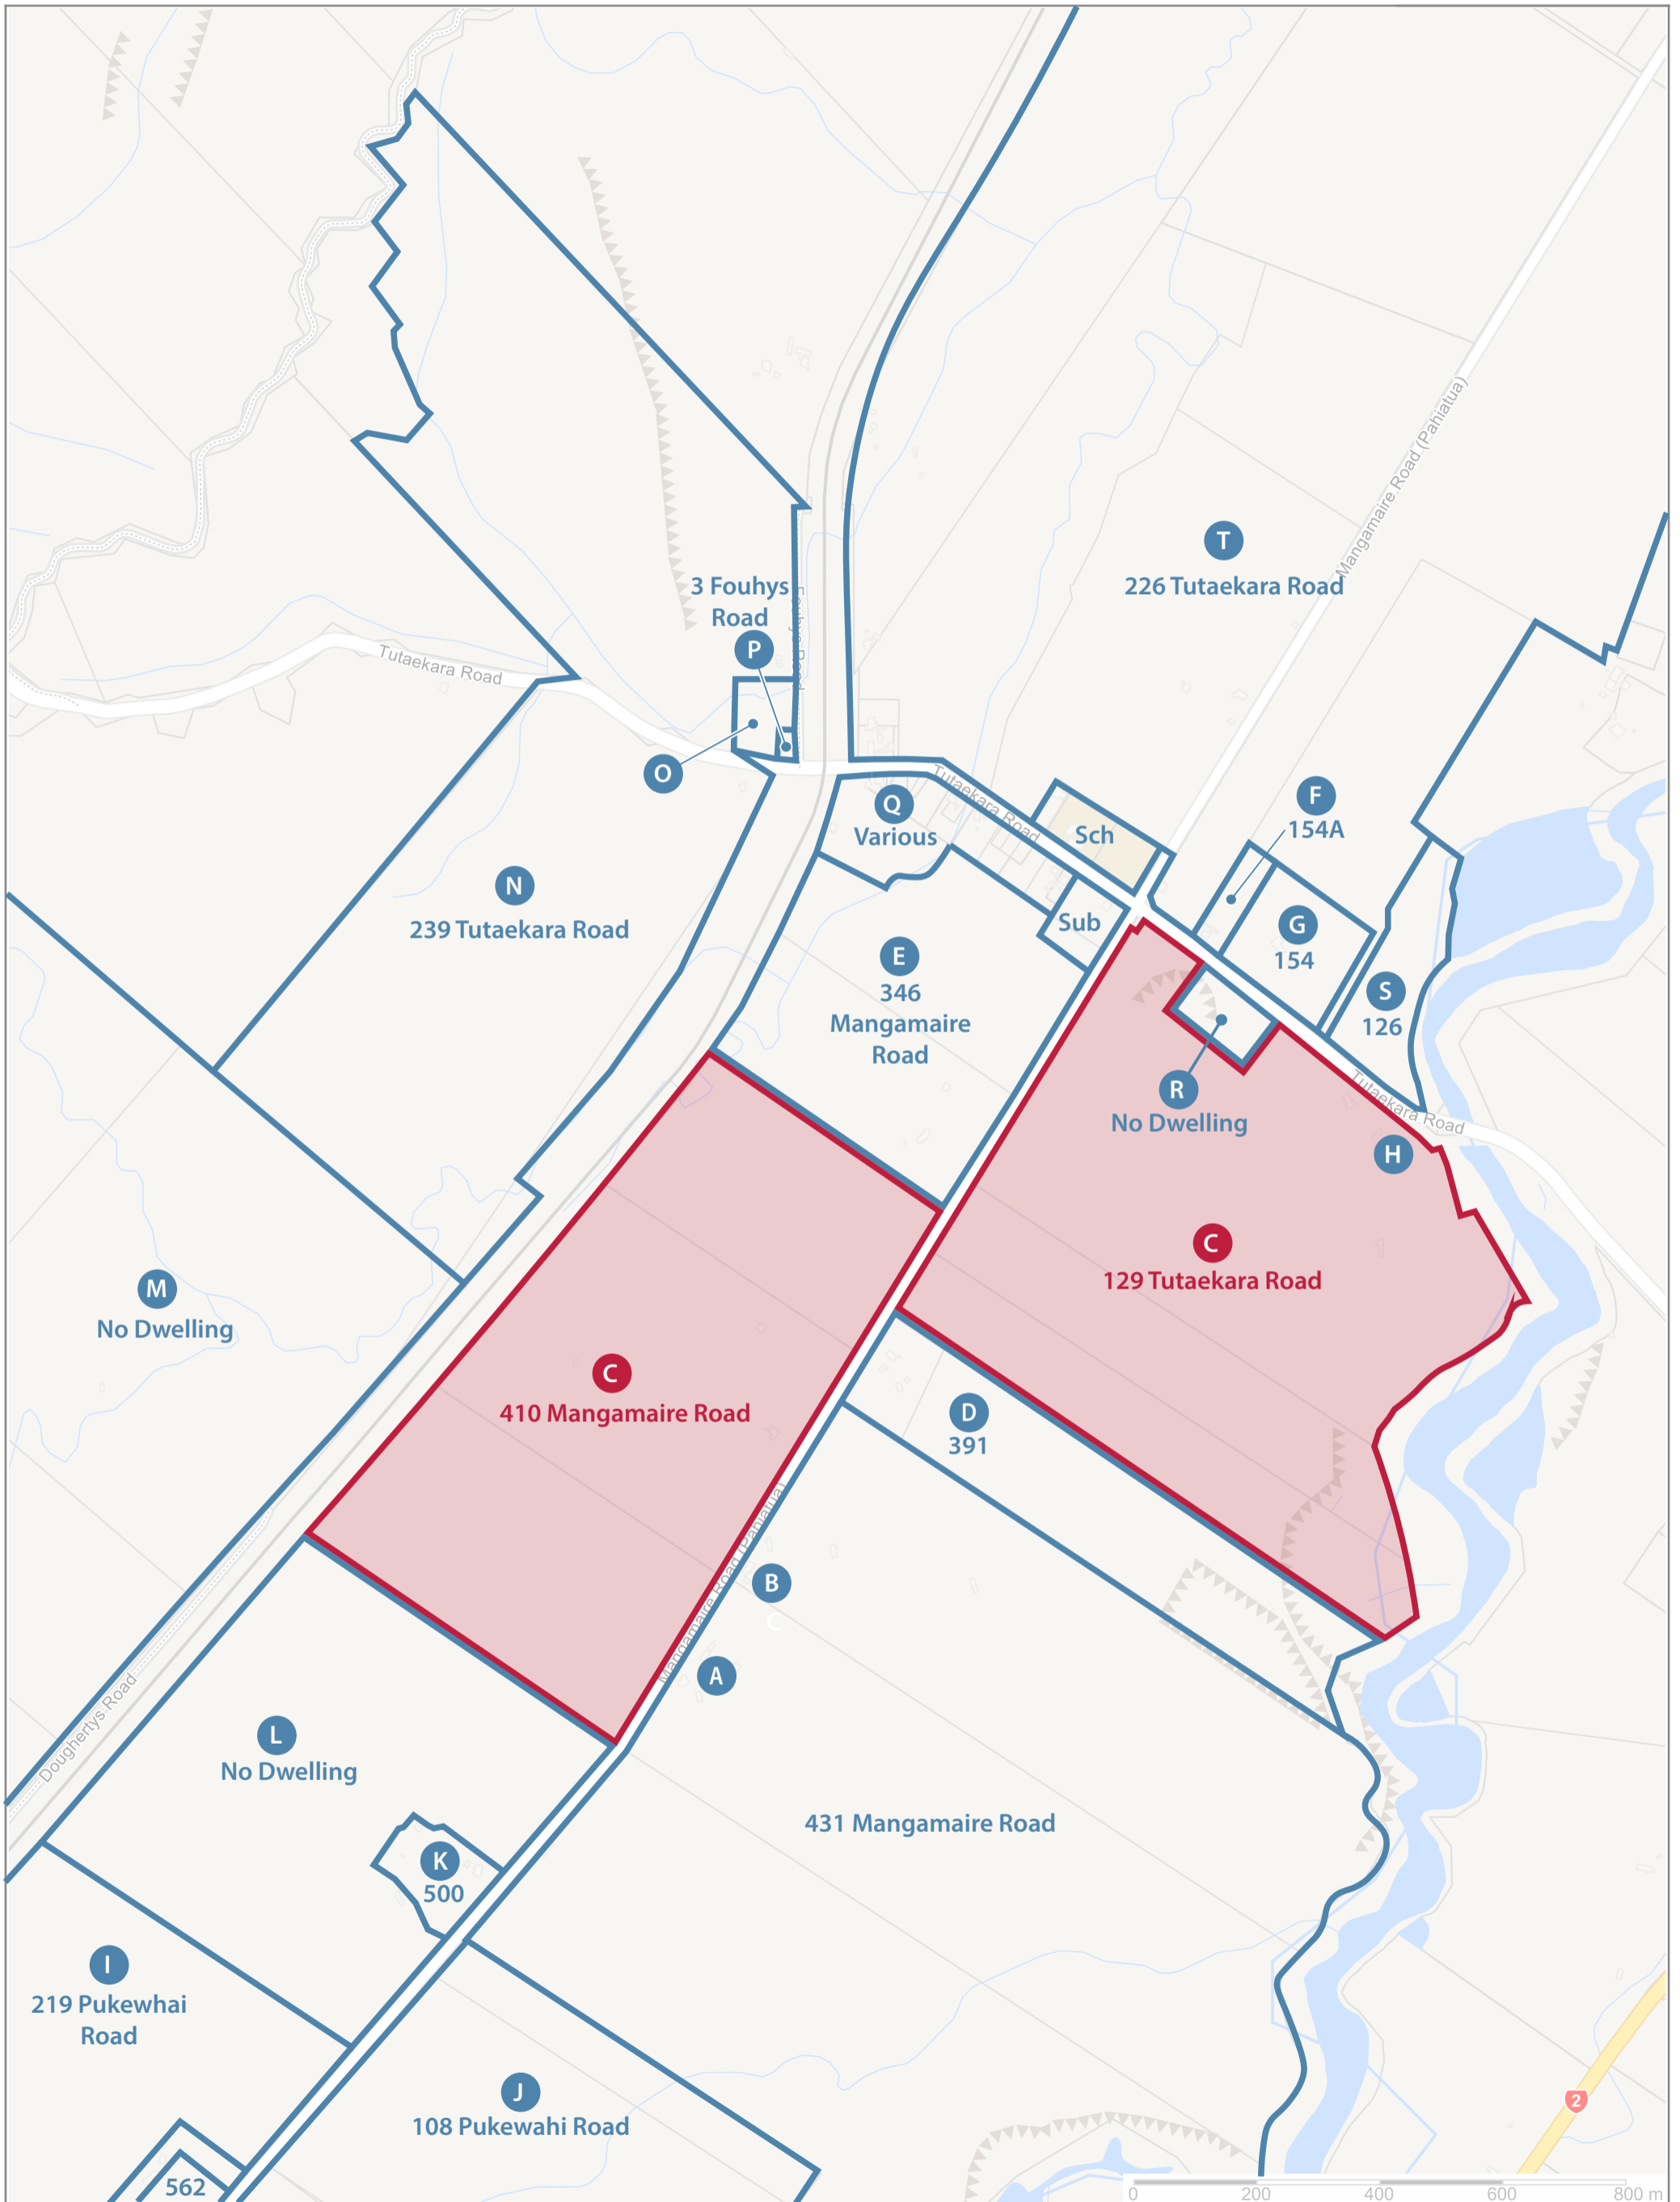 Mangamaire Road (Pahiatua)
T
226 Tutaekara Road
3 Fouhys
Road
P
Fouhys Road
Tutaekara Road
O
Q
Various
Tutaekara Road
Sch
F
154A
N
239 Tutaekara Road
Sub
G
154
E
346
Mangamaire
Road
S
126
R
No Dwelling
Tutaekara Road
H
C
129 Tutaekara Road
M
No Dwelling
C
410 Mangamaire Road
D
391
Mangamaire Road (Pahiatua)
B
C
A
Doughertys Road
L
No Dwelling
431 Mangamaire Road
K
500
I
219 Pukewhai
Road
J
108 Pukewahi Road
2
562
0 200 400 600 800 m